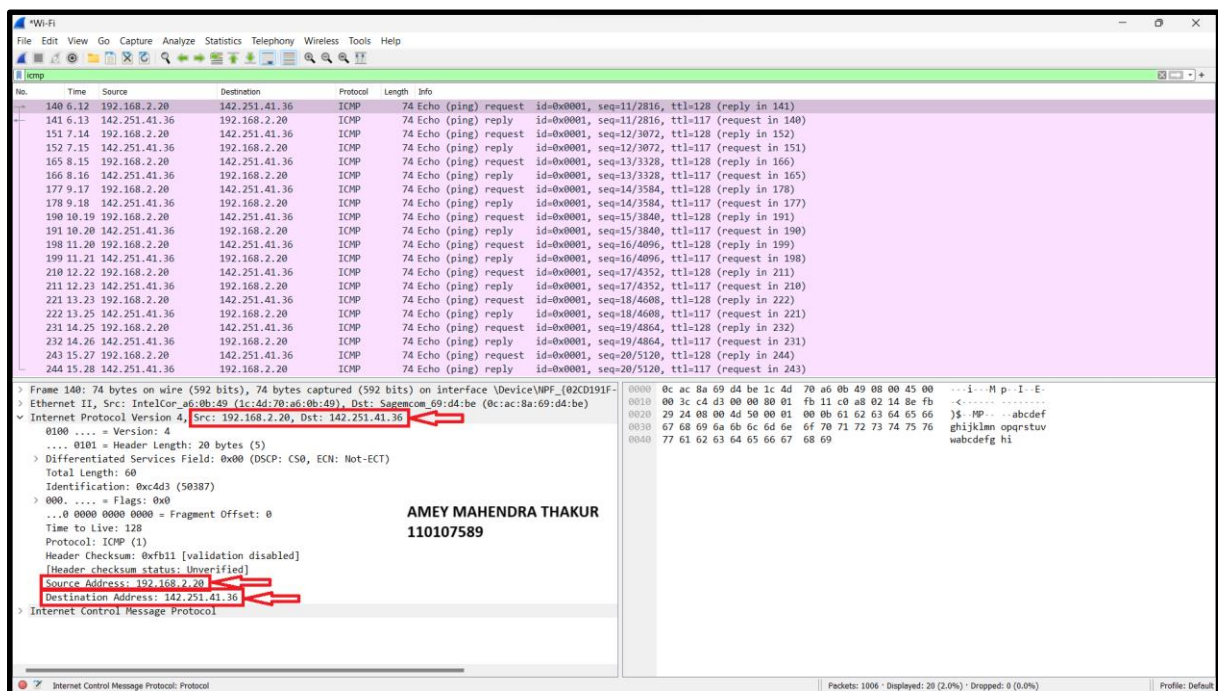 *Wi-Fi
File Edit View Go Capture Analyze Statistics Telephony Wireless Tools Help
icmp
No. Time Source Destination Protocol Length Info
140 6.12 192.168.2.20 142.251.41.36 ICMP 74 Echo (ping) request id=0x0001, seq=11/2816, ttl=128 (reply in 141)
141 6.13 142.251.41.36 192.168.2.20 ICMP 74 Echo (ping) reply id=0x0001, seq=11/2816, ttl=117 (request in 140)
151 7.14 192.168.2.20 142.251.41.36 ICMP 74 Echo (ping) request id=0x0001, seq=12/3072, ttl=128 (reply in 152)
152 7.15 142.251.41.36 192.168.2.20 ICMP 74 Echo (ping) reply id=0x0001, seq=12/3072, ttl=117 (request in 151)
165 8.15 192.168.2.20 142.251.41.36 ICMP 74 Echo (ping) request id=0x0001, seq=13/3328, ttl=128 (reply in 166)
166 8.16 142.251.41.36 192.168.2.20 ICMP 74 Echo (ping) reply id=0x0001, seq=13/3328, ttl=117 (request in 165)
177 9.17 192.168.2.20 142.251.41.36 ICMP 74 Echo (ping) request id=0x0001, seq=14/3584, ttl=128 (reply in 178)
178 9.18 142.251.41.36 192.168.2.20 ICMP 74 Echo (ping) reply id=0x0001, seq=14/3584, ttl=117 (request in 177)
190 10.19 192.168.2.20 142.251.41.36 ICMP 74 Echo (ping) request id=0x0001, seq=15/3840, ttl=128 (reply in 191)
191 10.20 142.251.41.36 192.168.2.20 ICMP 74 Echo (ping) reply id=0x0001, seq=15/3840, ttl=117 (request in 190)
198 11.20 192.168.2.20 142.251.41.36 ICMP 74 Echo (ping) request id=0x0001, seq=16/4096, ttl=128 (reply in 199)
199 11.21 142.251.41.36 192.168.2.20 ICMP 74 Echo (ping) reply id=0x0001, seq=16/4096, ttl=117 (request in 198)
210 12.22 192.168.2.20 142.251.41.36 ICMP 74 Echo (ping) request id=0x0001, seq=17/4352, ttl=128 (reply in 211)
211 12.23 142.251.41.36 192.168.2.20 ICMP 74 Echo (ping) reply id=0x0001, seq=17/4352, ttl=117 (request in 210)
221 13.23 192.168.2.20 142.251.41.36 ICMP 74 Echo (ping) request id=0x0001, seq=18/4608, ttl=128 (reply in 222)
222 13.25 142.251.41.36 192.168.2.20 ICMP 74 Echo (ping) reply id=0x0001, seq=18/4608, ttl=117 (request in 221)
231 14.25 192.168.2.20 142.251.41.36 ICMP 74 Echo (ping) request id=0x0001, seq=19/4864, ttl=128 (reply in 232)
232 14.26 142.251.41.36 192.168.2.20 ICMP 74 Echo (ping) reply id=0x0001, seq=19/4864, ttl=117 (request in 231)
243 15.27 192.168.2.20 142.251.41.36 ICMP 74 Echo (ping) request id=0x0001, seq=20/5120, ttl=128 (reply in 244)
244 15.28 142.251.41.36 192.168.2.20 ICMP 74 Echo (ping) reply id=0x0001, seq=20/5120, ttl=117 (request in 243)
Frame 140: 74 bytes on wire (592 bits), 74 bytes captured (592 bits) on interface \Device\NPF_{02CD191F-
Ethernet II, Src: IntelCor_a6:0b:49 (1c:4d:70:a6:0b:49), Dst: Sagemcom_69:d4:be (0c:ac:8a:69:d4:be)
Internet Protocol Version 4, Src: 192.168.2.20, Dst: 142.251.41.36
0100 .... = Version: 4
.... 0101 = Header Length: 20 bytes (5)
Differentiated Services Field: 0x00 (DSCP: CS0, ECN: Not-ECT)
Total Length: 60
Identification: 0xc4d3 (50387)
000. .... = Flags: 0x0
...0 0000 0000 0000 = Fragment Offset: 0
Time to Live: 128
Protocol: ICMP (1)
Header Checksum: 0xfb11 [validation disabled]
[Header checksum status: Unverified]
Source Address: 192.168.2.20
Destination Address: 142.251.41.36
Internet Control Message Protocol
AMEY MAHENDRA THAKUR
110107589
0000 0c ac 8a 69 d4 be 1c 4d 70 a6 0b 49 08 00 45 00 ···i···M p··I··E·
0010 00 3c c4 d3 00 00 80 01 fb 11 c0 a8 02 14 8e fb ·<······ ········
0020 29 24 08 00 4d 50 00 01 00 0b 61 62 63 64 65 66 )$··MP·· ··abcdef
0030 67 68 69 6a 6b 6c 6d 6e 6f 70 71 72 73 74 75 76 ghijklmn opqrstuv
0040 77 61 62 63 64 65 66 67 68 69 wabcdefg hi
Internet Control Message Protocol: Protocol
Packets: 1006 · Displayed: 20 (2.0%) · Dropped: 0 (0.0%)
Profile: Default